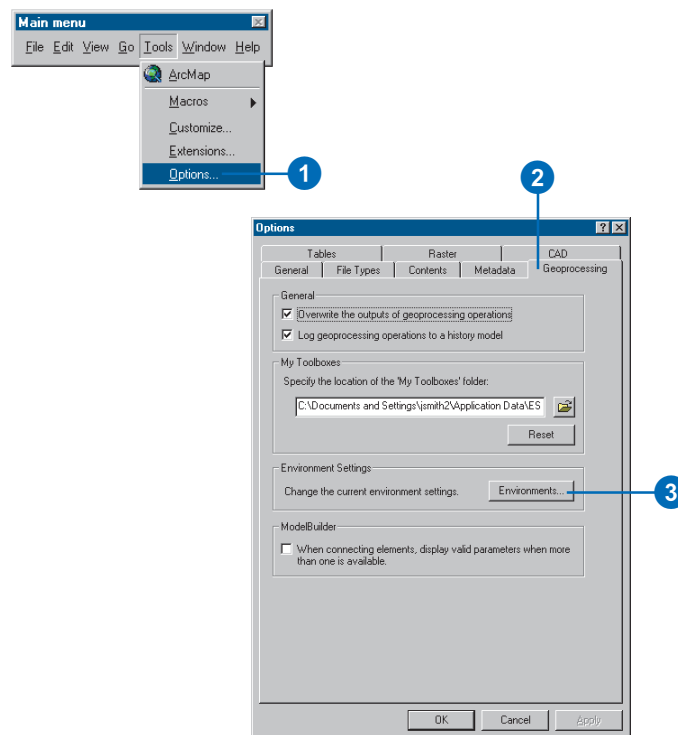 Main menu
File Edit View Go Tools Window Help
ArcMap
Macros
Customize...
Extensions...
Options...
1
2
Options
Tables Raster CAD
General File Types Contents Metadata Geoprocessing
General
Overwrite the outputs of geoprocessing operations
Log geoprocessing operations to a history model
My Toolboxes
Specify the location of the 'My Toolboxes' folder:
C:\Documents and Settings\jsmith2\Application Data\ES
Reset
Environment Settings
Change the current environment settings. Environments...
3
ModelBuilder
When connecting elements, display valid parameters when more
than one is available.
OK Cancel Apply